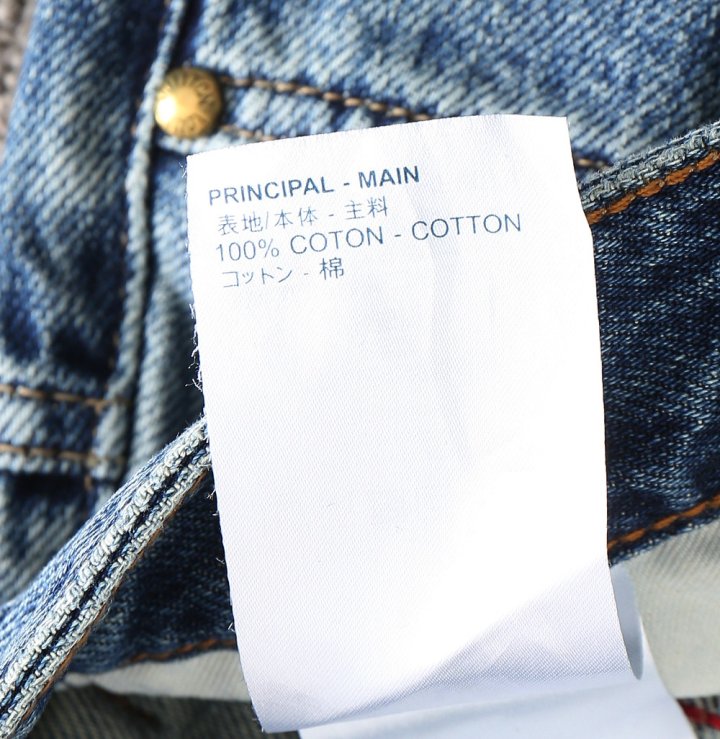 PRINCIPAL - MAIN
表地/本体 - 主料
100% COTON - COTTON
コットン - 棉